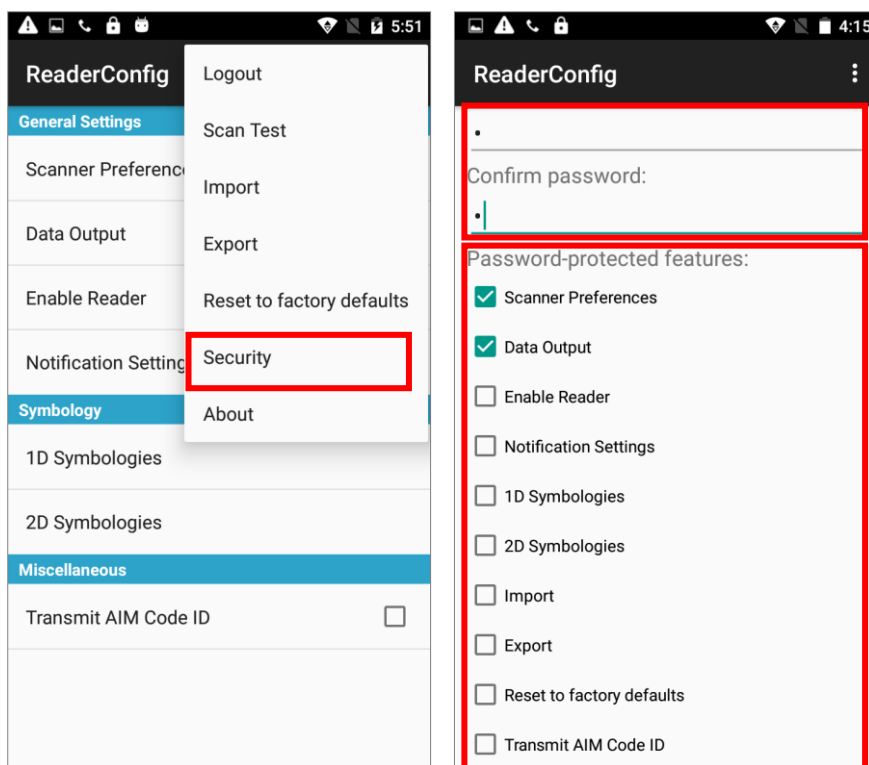 5:51
ReaderConfig
General Settings
Scanner Preferenc
Data Output
Enable Reader
Notification Setting
Symbology
1D Symbologies
2D Symbologies
Miscellaneous
Transmit AIM Code ID
Logout
Scan Test
Import
Export
Reset to factory defaults
Security
About
4:15
ReaderConfig
Confirm password:
Password-protected features:
Scanner Preferences
Data Output
Enable Reader
Notification Settings
1D Symbologies
2D Symbologies
Import
Export
Reset to factory defaults
Transmit AIM Code ID